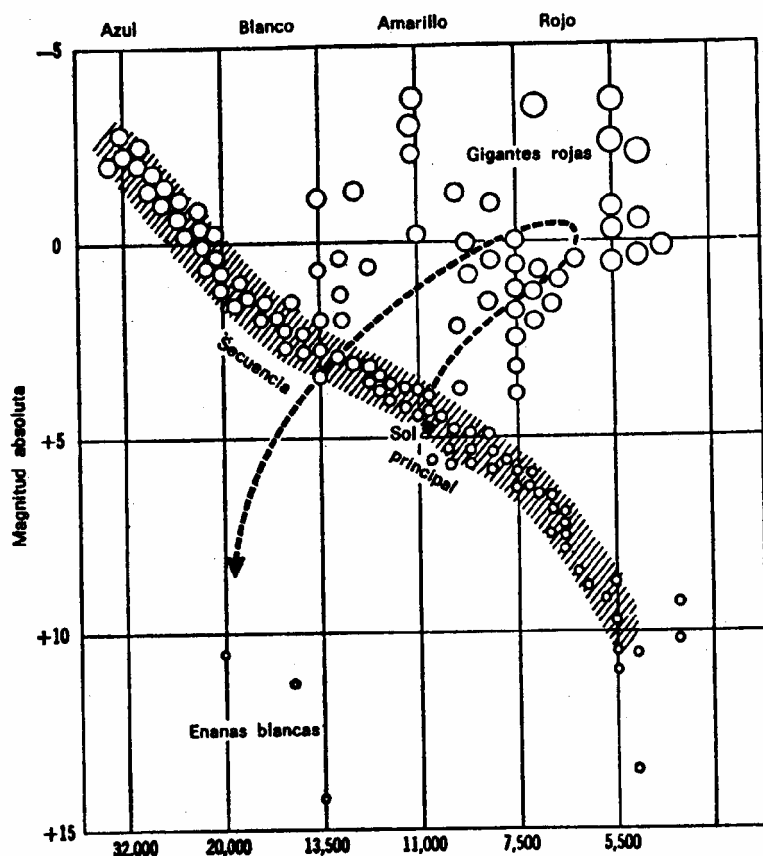 Azul Blanco Amarillo Rojo
—5
Gigantes rojas
0
Secuencia
Magnitud absoluta
+5
Sol
principal
+10
Enanas blancas
+15
32,000 20,000 13,500 11,000 7,500 5,500